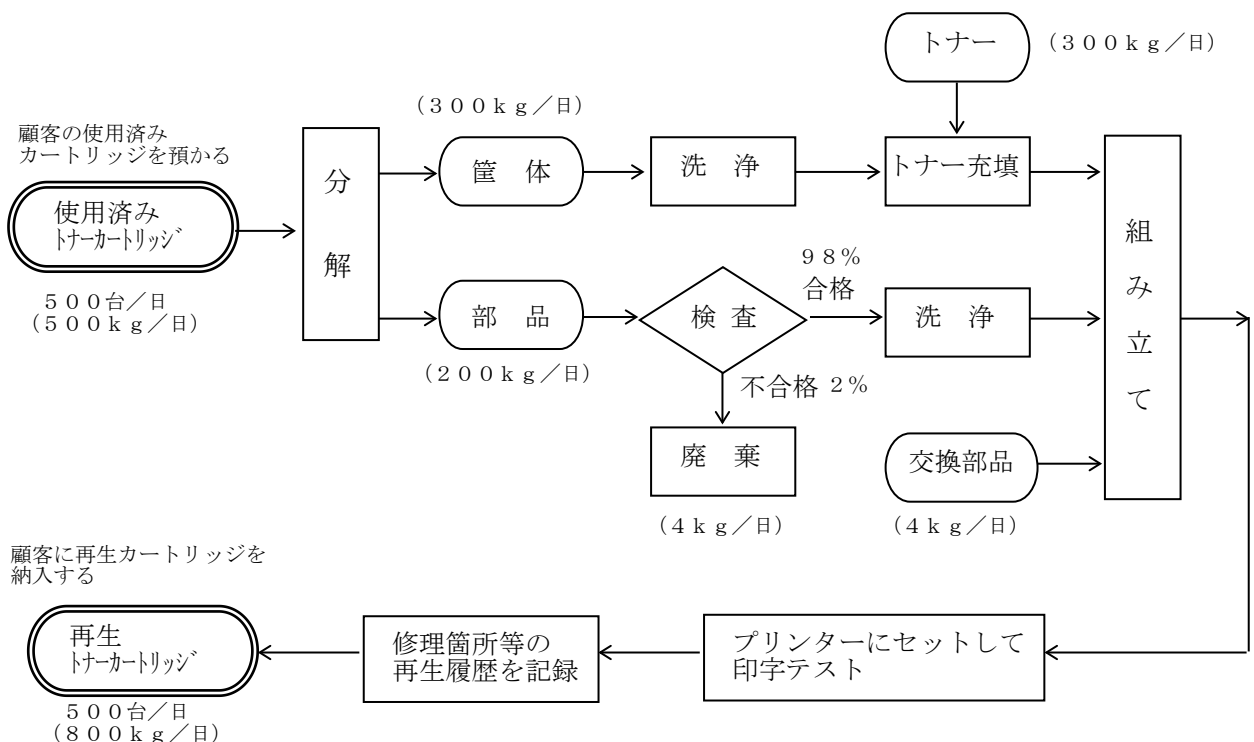 トナー
(300kg/日)
(300kg/日)
顧客の使用済み
カートリッジを預かる
使用済み
トナーカートリッジ
500台/日
(500kg/日)
分解
筐体
洗浄
トナー充填
部品
(200kg/日)
検査
98%
合格
洗浄
不合格 2%
廃棄
(4kg/日)
交換部品
(4kg/日)
組み立て
顧客に再生カートリッジを
納入する
再生
トナーカートリッジ
500台/日
(800kg/日)
修理箇所等の
再生履歴を記録
プリンターにセットして
印字テスト